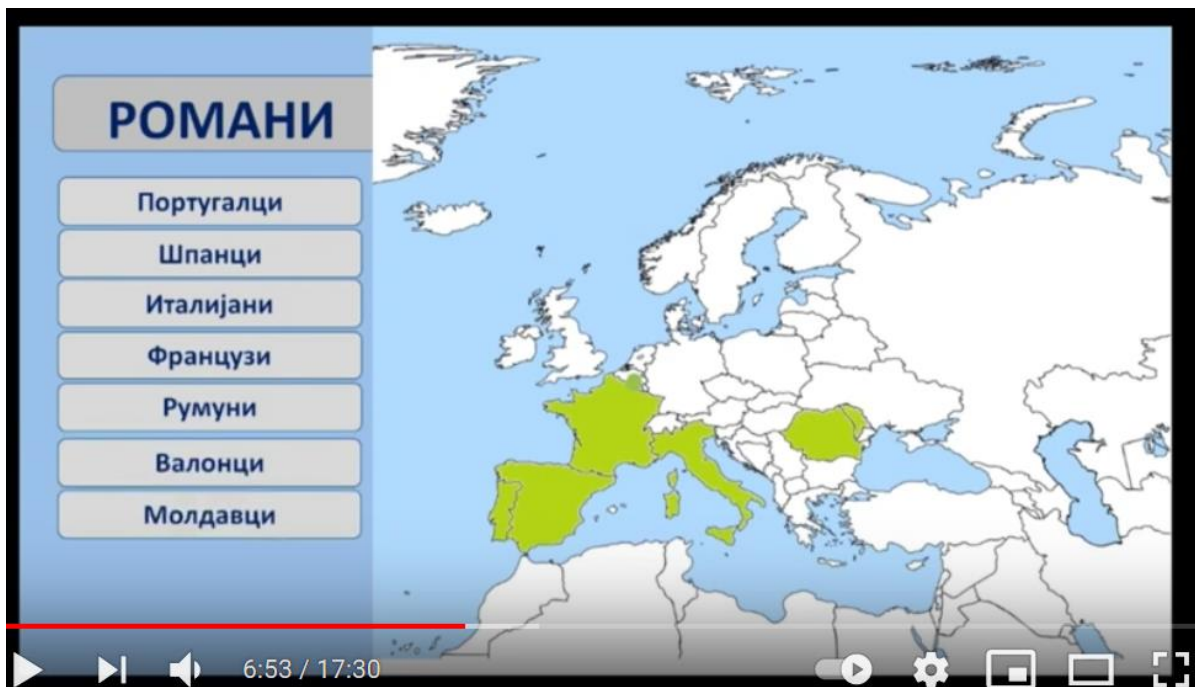 РОМАНИ
Португалци
Шпанци
Италијани
Французи
Румуни
Валонци
Молдавци
6:53 / 17:30